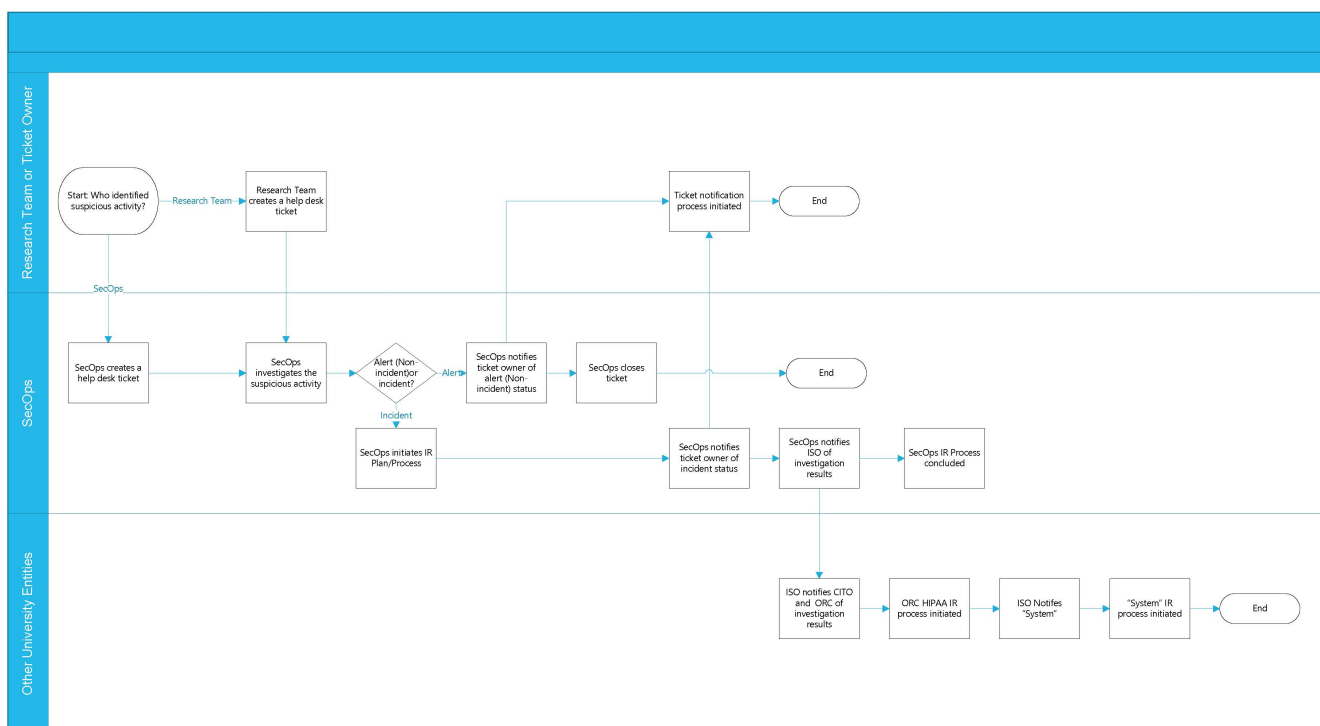 Research Team or Ticket Owner
Start: Who identified
suspicious activity?
Research Team
Research Team
creates a help desk
ticket
Ticket notification
process initiated
End
SecOps
SecOps
SecOps creates a
help desk ticket
SecOps
investigates the
suspicious activity
Alert (Non-
incident)or
incident?
Alert
SecOps notifies
ticket owner of
alert (Non-
incident) status
SecOps closes
ticket
End
Incident
SecOps initiates IR
Plan/Process
SecOps notifies
ticket owner of
incident status
SecOps notifies
ISO of
investigation
results
SecOps IR Process
concluded
Other University Entities
ISO notifies CITO
and ORC of
investigation
results
ORC HIPAA IR
process initiated
ISO Notifes
"System"
"System" IR
process initiated
End